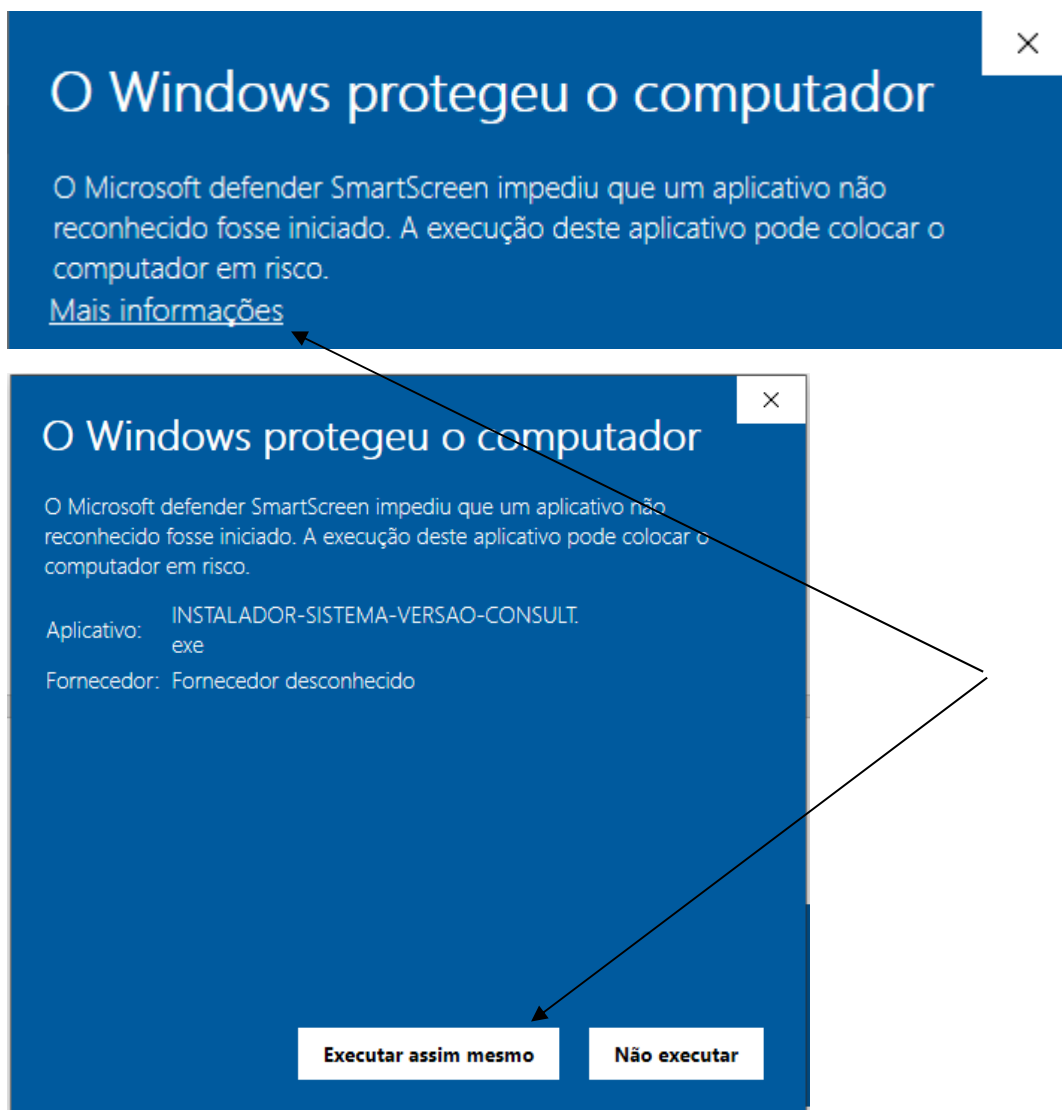 O Windows protegeu o computador
O Microsoft defender SmartScreen impediu que um aplicativo não
reconhecido fosse iniciado. A execução deste aplicativo pode colocar o
computador em risco.
Mais informações
O Windows protegeu o computador
O Microsoft defender SmartScreen impediu que um aplicativo não
reconhecido fosse iniciado. A execução deste aplicativo pode colocar o
computador em risco.
Aplicativo: INSTALADOR-SISTEMA-VERSAO-CONSULT.
exe
Fornecedor: Fornecedor desconhecido
Executar assim mesmo Não executar